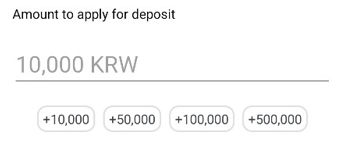 Amount to apply for deposit
10,000 KRW
+10,000 +50,000 +100,000 +500,000